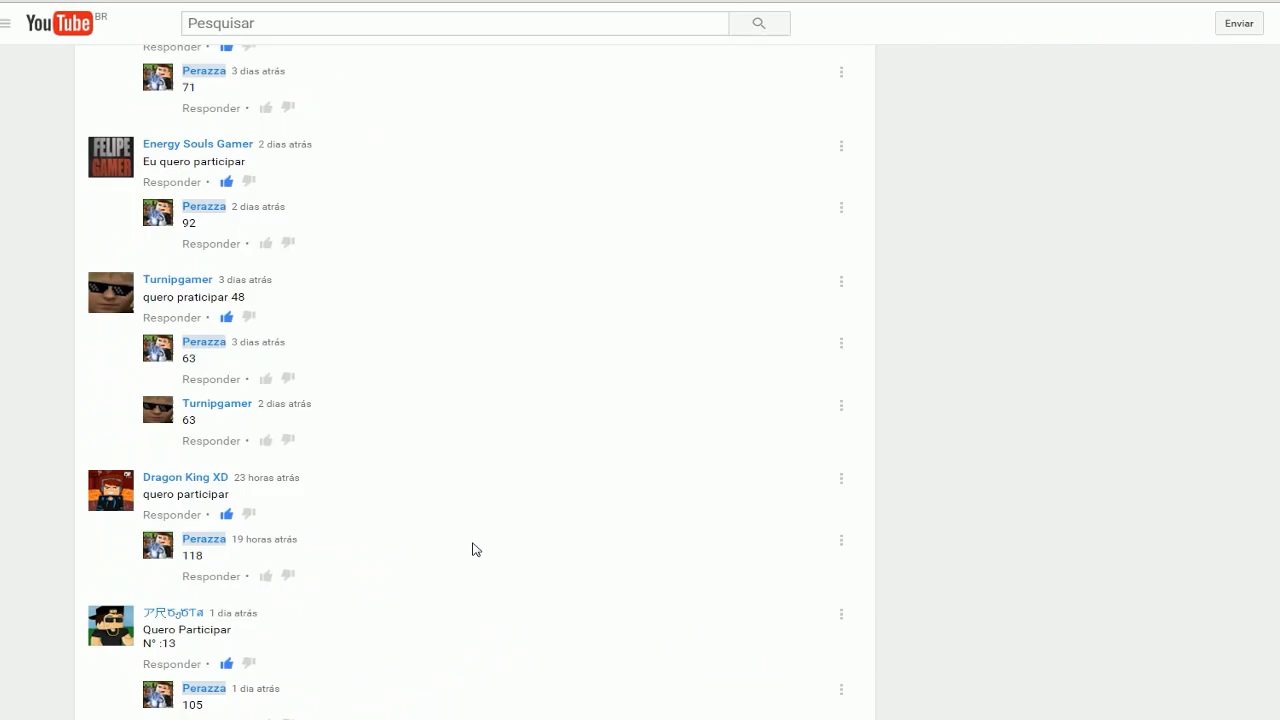 YouTube BR
Pesquisar
Enviar
Responder •
Perazza 3 dias atrás
71
Responder •
FELIPE
GAMER
Energy Souls Gamer 2 dias atrás
Eu quero participar
Responder •
Perazza 2 dias atrás
92
Responder •
Turnipgamer 3 dias atrás
quero praticipar 48
Responder •
Perazza 3 dias atrás
63
Responder •
Turnipgamer 2 dias atrás
63
Responder •
Dragon King XD 23 horas atrás
quero participar
Responder •
Perazza 19 horas atrás
118
Responder •
1 dia atrás
Quero Participar
N° :13
Responder •
Perazza 1 dia atrás
105